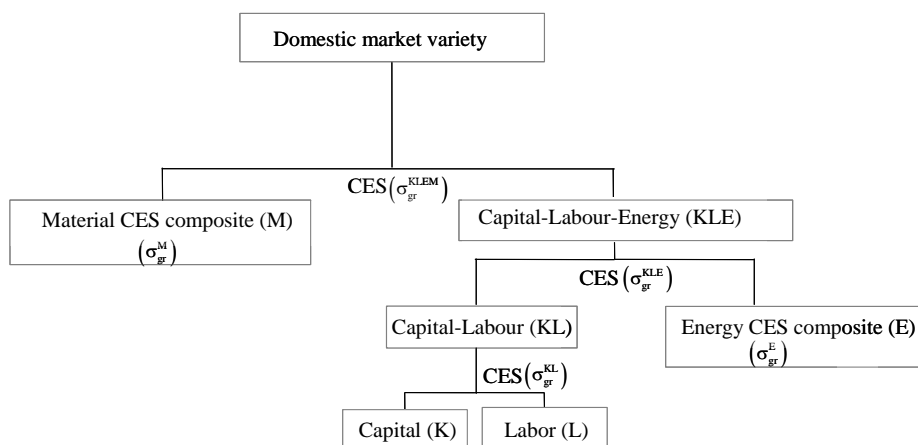 Domestic market variety
CES(σ_gr^KLEM)
Material CES composite (M)
(σ_gr^M)
Capital-Labour-Energy (KLE)
CES(σ_gr^KLE)
Capital-Labour (KL)
Energy CES composite (E)
(σ_gr^E)
CES(σ_gr^KL)
Capital (K)
Labor (L)